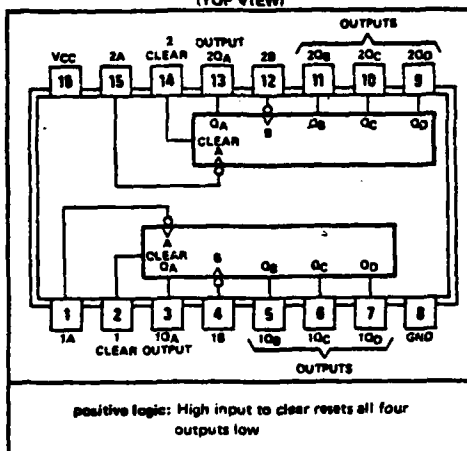 (TOP VIEW)
OUTPUTS
2 CLEAR OUTPUT
VCC 2A 2QA 2B 2QB 2QC 2QD
16 15 14 13 12 11 10 9
QA B QB QC QD
CLEAR
A
A
CLEAR
QA B QB QC QD
1 2 3 4 5 6 7 8
1A 1 1QA 1B 1QB 1QC 1QD GND
CLEAR OUTPUT
OUTPUTS
positive logic: High input to clear resets all four
outputs low